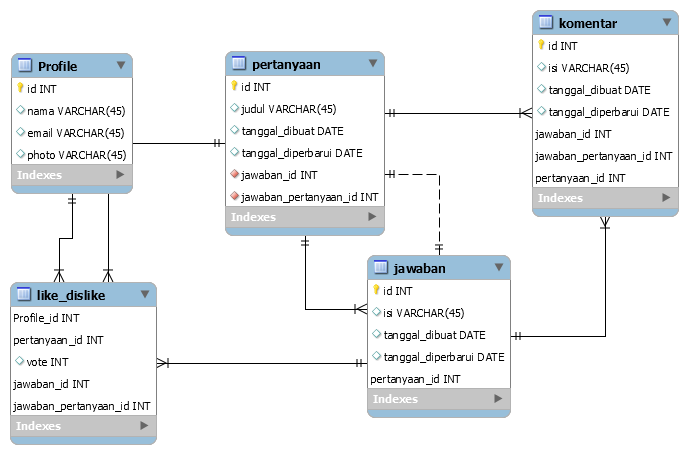 Profile
id INT
nama VARCHAR(45)
email VARCHAR(45)
photo VARCHAR(45)
Indexes
pertanyaan
id INT
judul VARCHAR(45)
tanggal_dibuat DATE
tanggal_diperbarui DATE
jawaban_id INT
jawaban_pertanyaan_id INT
Indexes
komentar
id INT
isi VARCHAR(45)
tanggal_dibuat DATE
tanggal_diperbarui DATE
jawaban_id INT
jawaban_pertanyaan_id INT
pertanyaan_id INT
Indexes
like_dislike
Profile_id INT
pertanyaan_id INT
vote INT
jawaban_id INT
jawaban_pertanyaan_id INT
Indexes
jawaban
id INT
isi VARCHAR(45)
tanggal_dibuat DATE
tanggal_diperbarui DATE
pertanyaan_id INT
Indexes